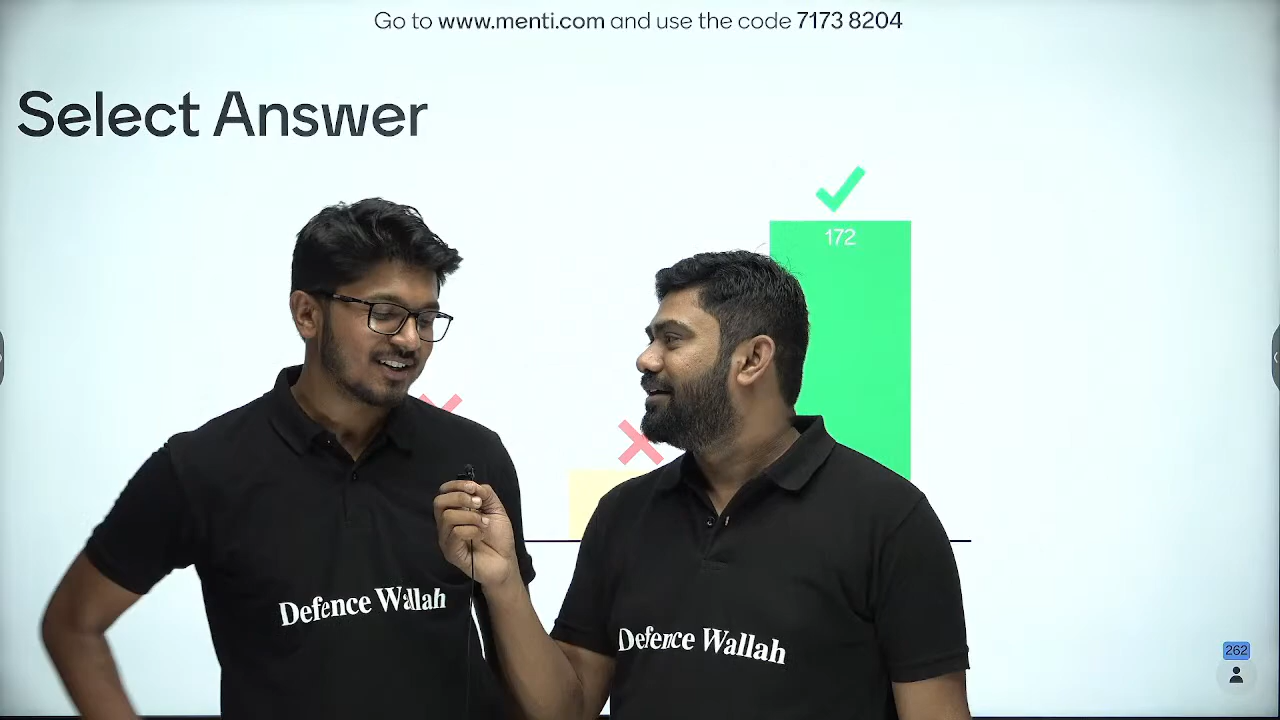 Go to www.menti.com and use the code 7173 8204
Select Answer
172
Defence Wallah
Defence Wallah
262